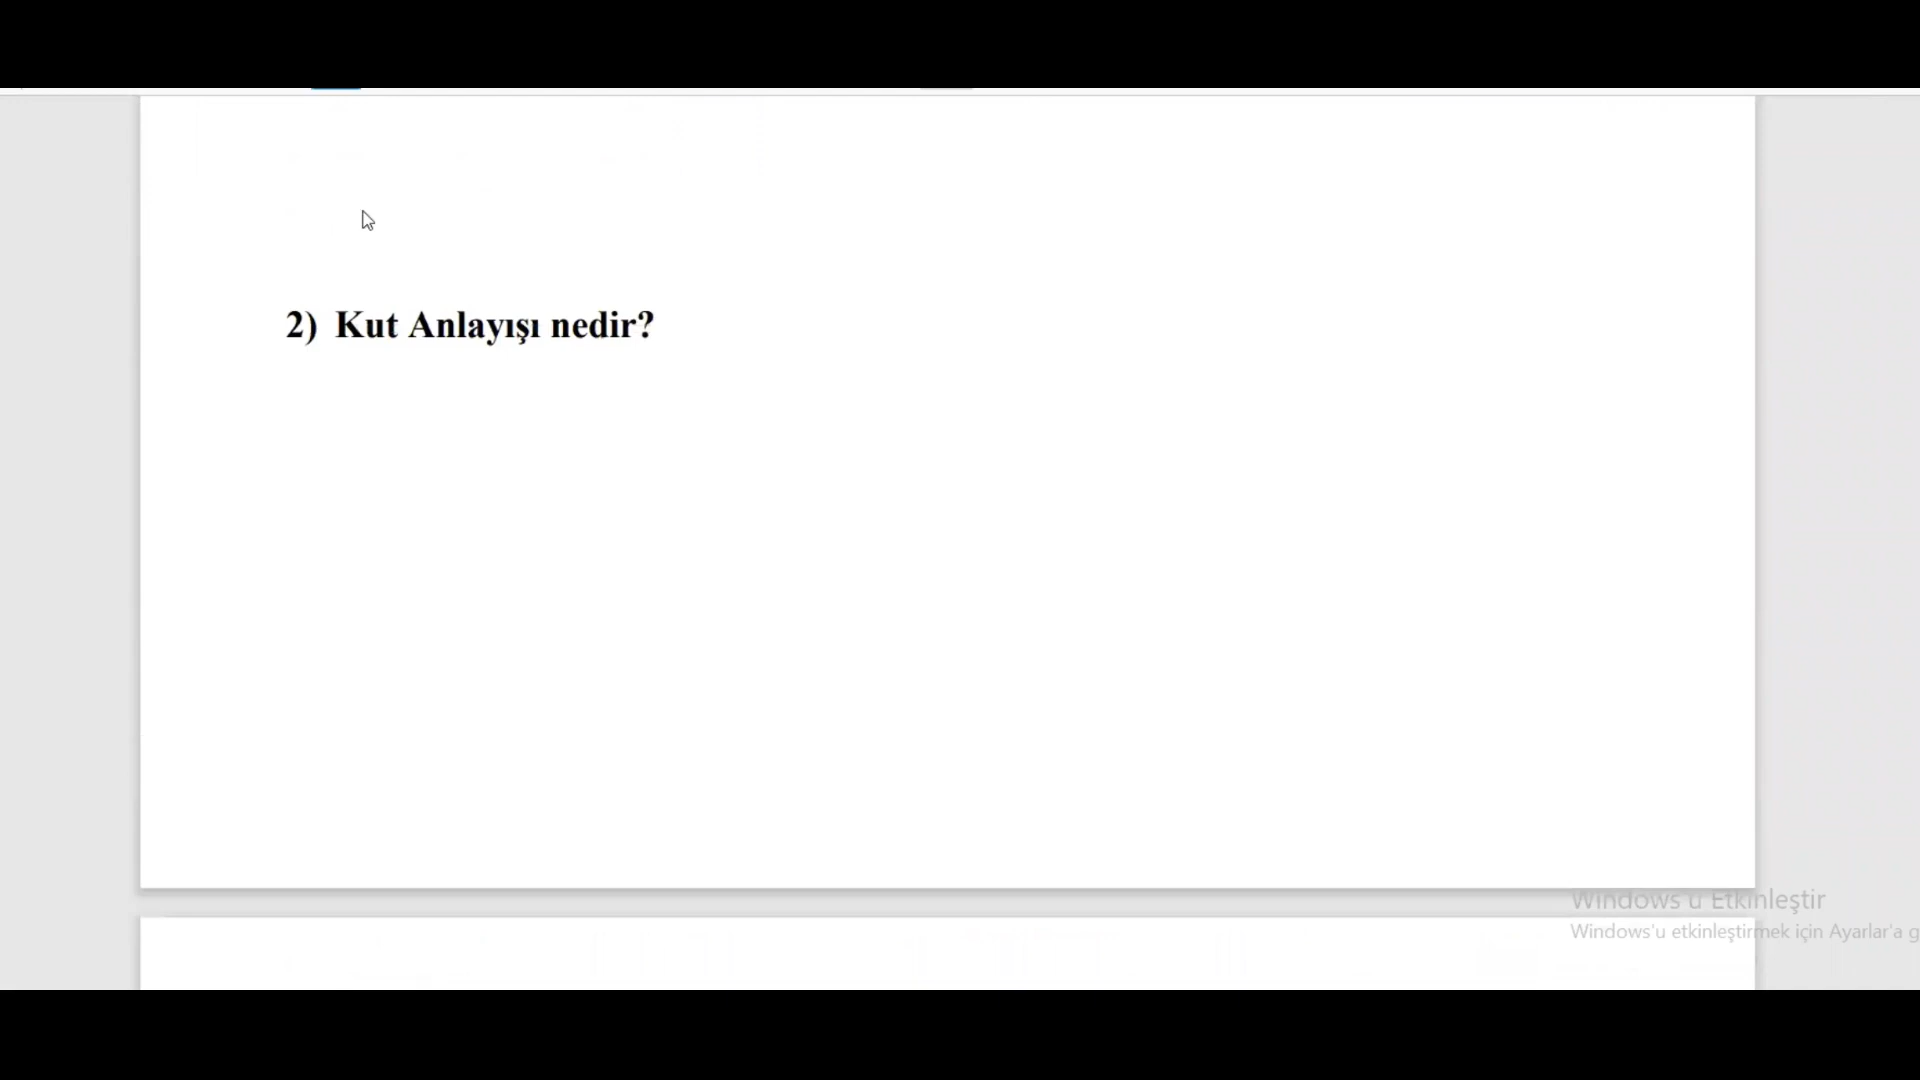 2) Kut Anlayışı nedir?
Windows'u Etkinleştir
Windows'u etkinleştirmek için Ayarlar'a g